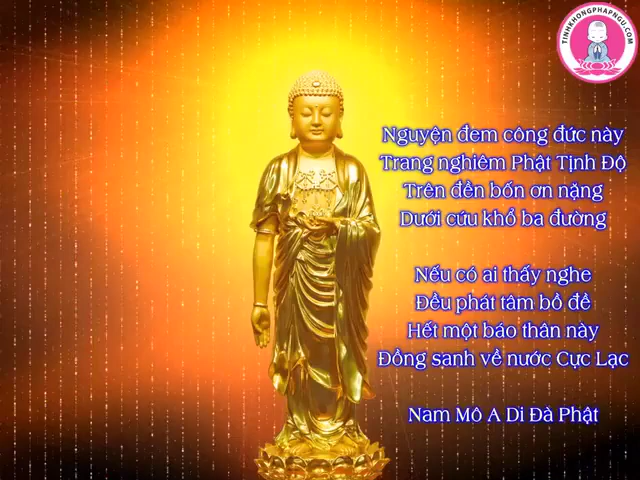 TINHKHONGPHAPNGU.COM
Nguyện đem công đức này
Trang nghiêm Phật Tịnh Độ
Trên đền bốn ơn nặng
Dưới cứu khổ ba đường
Nếu có ai thấy nghe
Đều phát tâm bồ đề
Hết một báo thân này
Đồng sanh về nước Cực Lạc
Nam Mô A Di Đà Phật